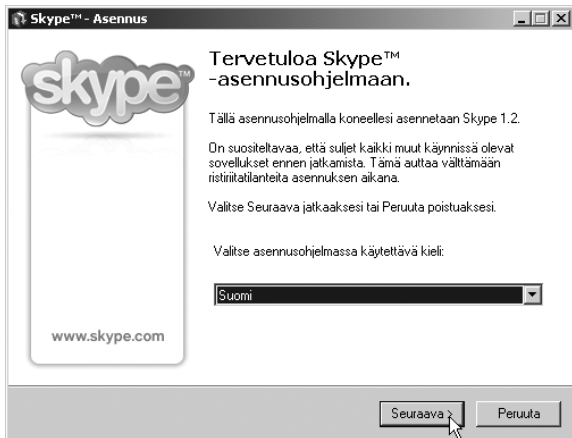 Skype™ - Asennus
skype™
Tervetuloa Skype™
-asennusohjelmaan.
Tällä asennusohjelmalla koneellesi asennetaan Skype 1.2.
On suositeltavaa, että suljet kaikki muut käynnissä olevat
sovellukset ennen jatkamista. Tämä auttaa välttämään
ristiriitatilanteita asennuksen aikana.
Valitse Seuraava jatkaaksesi tai Peruuta poistuaksesi.
Valitse asennusohjelmassa käytettävä kieli:
Suomi
www.skype.com
Seuraava >
Peruuta